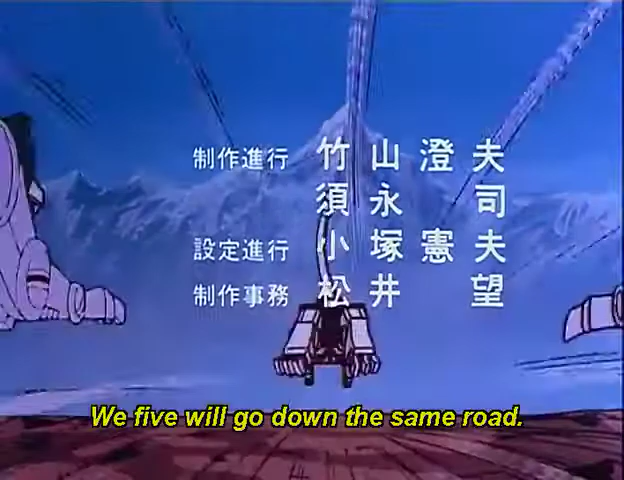 制作進行 竹山澄夫
須永 司
設定進行 小塚憲夫
制作事務 松井 望
We five will go down the same road.